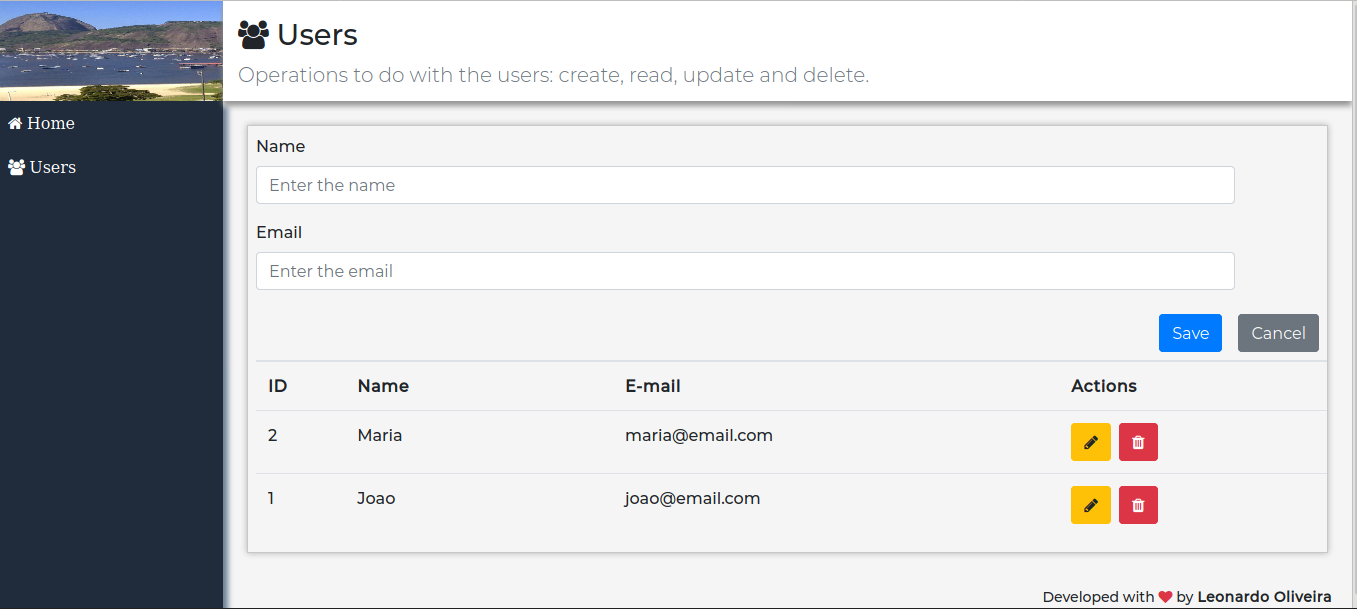 Users
Operations to do with the users: create, read, update and delete.
Home
Users
Name
Enter the name
Email
Enter the email
Save Cancel
ID Name E-mail Actions
2 Maria maria@email.com
1 Joao joao@email.com
Developed with ❤ by Leonardo Oliveira